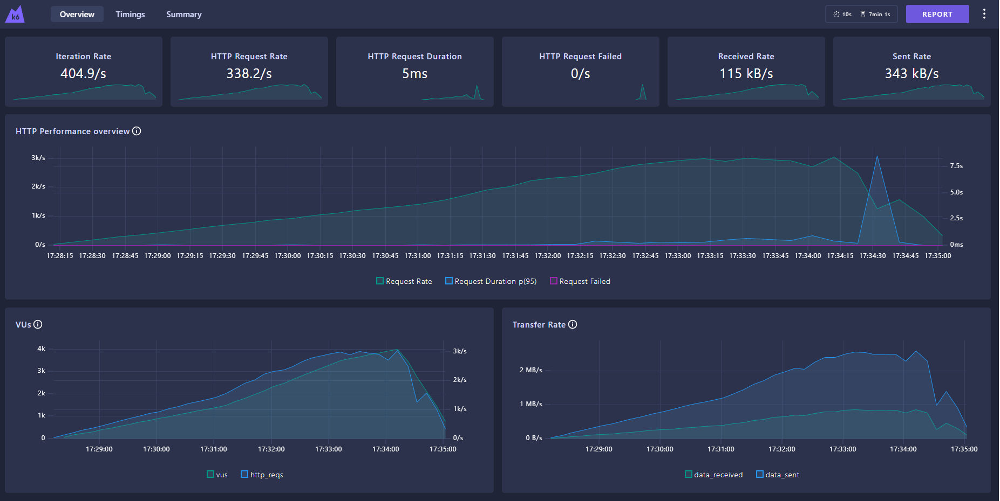 k6
Overview
Timings
Summary
10s
7min 1s
REPORT
Iteration Rate
404.9/s
HTTP Request Rate
338.2/s
HTTP Request Duration
5ms
HTTP Request Failed
0/s
Received Rate
115 kB/s
Sent Rate
343 kB/s
HTTP Performance overview
3k/s
2k/s
1k/s
0/s
7.5s
5.0s
2.5s
0ms
17:28:15 17:28:30 17:28:45 17:29:00 17:29:15 17:29:30 17:29:45 17:30:00 17:30:15 17:30:30 17:30:45 17:31:00 17:31:15 17:31:30 17:31:45 17:32:00 17:32:15 17:32:30 17:32:45 17:33:00 17:33:15 17:33:30 17:33:45 17:34:00 17:34:15 17:34:30 17:34:45 17:35:00
Request Rate Request Duration p(95) Request Failed
VUs
4k
3k
2k
1k
0
3k/s
2k/s
1k/s
0/s
17:29:00 17:30:00 17:31:00 17:32:00 17:33:00 17:34:00 17:35:00
vus http_reqs
Transfer Rate
2 MB/s
1 MB/s
0 B/s
17:29:00 17:30:00 17:31:00 17:32:00 17:33:00 17:34:00 17:35:00
data_received data_sent